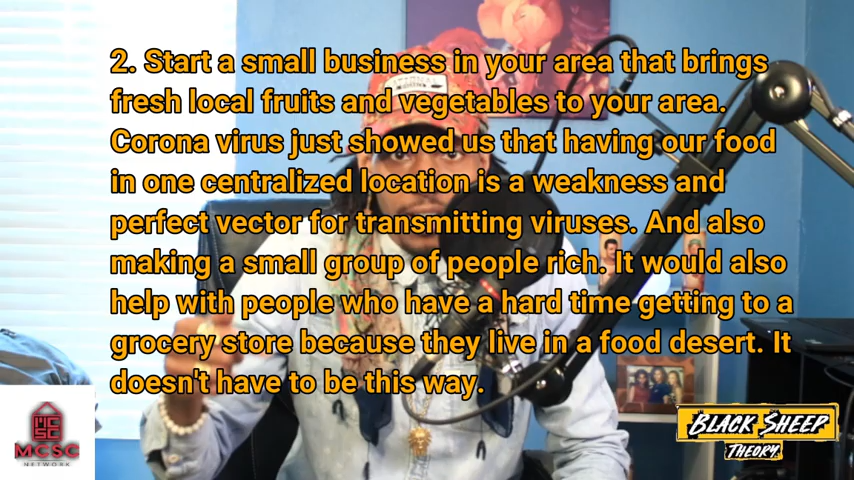 2. Start a small business in your area that brings
fresh local fruits and vegetables to your area.
Corona virus just showed us that having our food
in one centralized location is a weakness and
perfect vector for transmitting viruses. And also
making a small group of people rich. It would also
help with people who have a hard time getting to a
grocery store because they live in a food desert. It
doesn't have to be this way.
MCSC
MCSC
NETWORK
BLACK SHEEP
THEORY